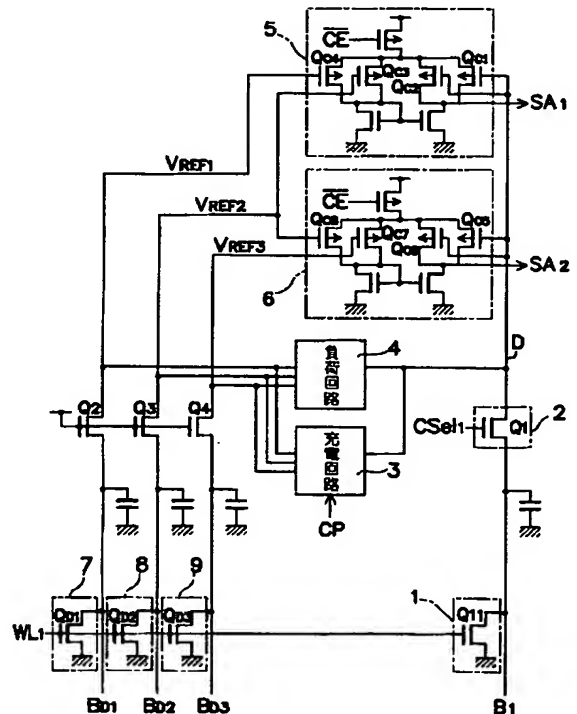 5
CE
QC4
QC3
QC1
QC2
SA1
VREF1
VREF2
CE
QC8
QC7
QC5
QC6
VREF3
SA2
6
負荷回路
4
D
Q2
Q3
Q4
CSel1
Q1
2
充電回路
3
CP
7
8
9
1
QD1
QD2
QD3
Q11
WL1
BD1
BD2
BD3
B1